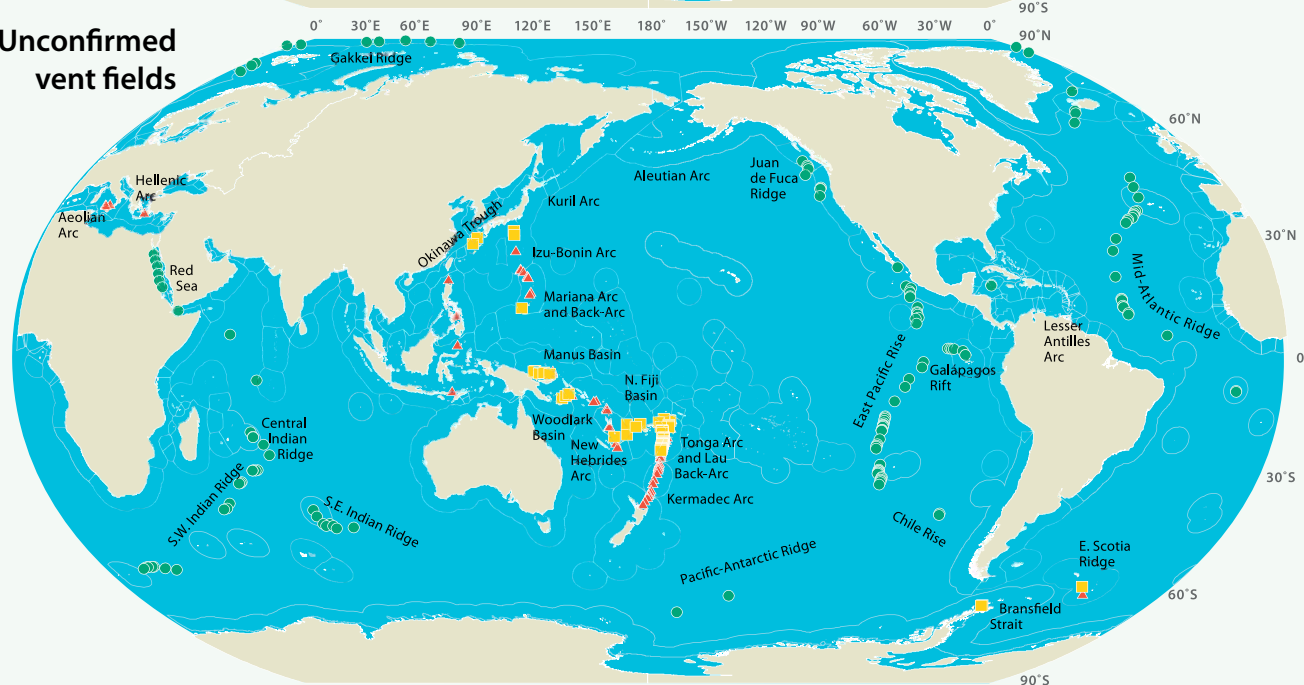 90°S
0° 30°E 60°E 90°E 120°E 150°E 180°E 150°W 120°W 90°W 60°W 30°W 0°
90°N
Unconfirmed
vent fields
Gakkel Ridge
60°N
Hellenic
Arc
Aeolian
Arc
Juan
de Fuca
Ridge
Aleutian Arc
Kuril Arc
Okinawa Trough
30°N
Izu-Bonin Arc
Red
Sea
Mariana Arc
and Back-Arc
Mid-Atlantic Ridge
Lesser
Antilles
Arc
Manus Basin
0
East Pacific Rise
Galapagos
Rift
N. Fiji
Basin
Woodlark
Basin
Central
Indian
Ridge
New
Hebrides
Arc
Tonga Arc
and Lau
Back-Arc
30°S
Kermadec Arc
S.W. Indian Ridge
S.E. Indian Ridge
Chile Rise
E. Scotia
Ridge
Pacific-Antarctic Ridge
60°S
Bransfield
Strait
90°S